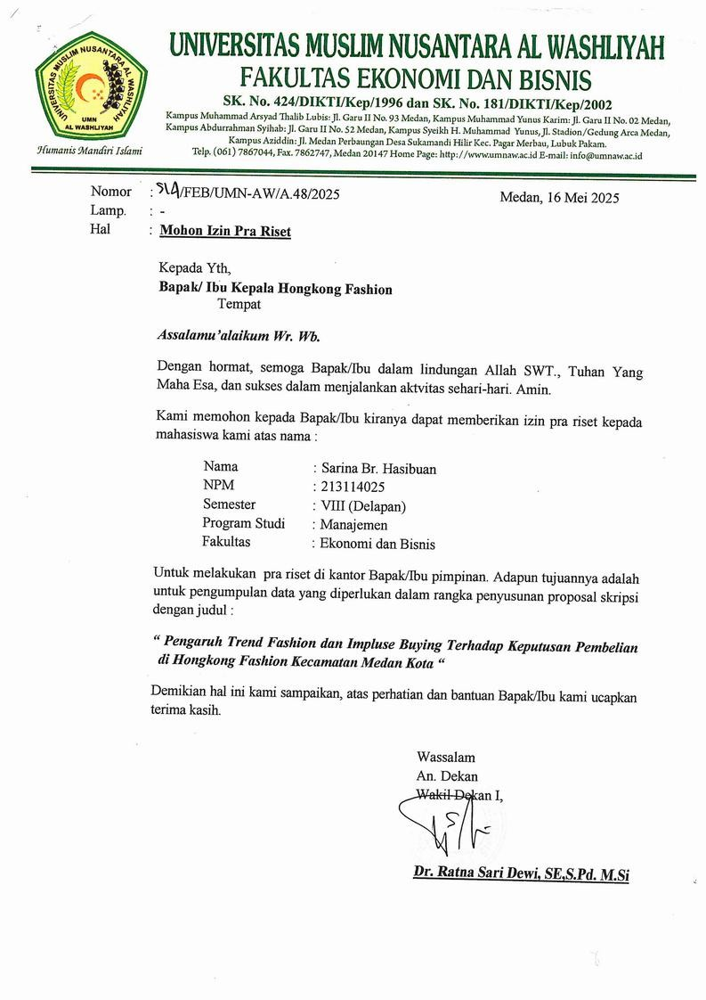 UNIVERSITAS MUSLIM NUSANTARA AL WASHLIYAH
FAKULTAS EKONOMI DAN BISNIS
SK. No. 424/DIKTI/Kep/1996 dan SK. No. 181/DIKTI/Kep/2002
Kampus Muhammad Arsyad Thalib Lubis: Jl. Garu II No. 93 Medan, Kampus Muhammad Yunus Karim: Jl. Garu II No. 02 Medan,
Kampus Abdurrahman Syihab: Jl. Garu II No. 52 Medan, Kampus Syeikh H. Muhammad Yunus, Jl. Stadion/Gedung Arca Medan,
Kampus Aziddin: Jl. Medan Perbaungan Desa Sukamandi Hilir Kec. Pagar Merbau, Lubuk Pakam.
Telp. (061) 7867044, Fax. 7862747, Medan 20147 Home Page: http://www.umnaw.ac.id E-mail: info@umnaw.ac.id
UNIVERSITAS MUSLIM NUSANTARA AL WASHLIYAH
UMN
AL WASHLIYAH
Humanis Mandiri Islami
Nomor : /FEB/UMN-AW/A.48/2025 Medan, 16 Mei 2025
Lamp. : -
Hal : Mohon Izin Pra Riset
Kepada Yth,
Bapak/ Ibu Kepala Hongkong Fashion
Tempat
Assalamu'alaikum Wr. Wb.
Dengan hormat, semoga Bapak/Ibu dalam lindungan Allah SWT., Tuhan Yang
Maha Esa, dan sukses dalam menjalankan aktvitas sehari-hari. Amin.
Kami memohon kepada Bapak/Ibu kiranya dapat memberikan izin pra riset kepada
mahasiswa kami atas nama :
Nama : Sarina Br. Hasibuan
NPM : 213114025
Semester : VIII (Delapan)
Program Studi : Manajemen
Fakultas : Ekonomi dan Bisnis
Untuk melakukan pra riset di kantor Bapak/Ibu pimpinan. Adapun tujuannya adalah
untuk pengumpulan data yang diperlukan dalam rangka penyusunan proposal skripsi
dengan judul :
“ Pengaruh Trend Fashion dan Impluse Buying Terhadap Keputusan Pembelian
di Hongkong Fashion Kecamatan Medan Kota “
Demikian hal ini kami sampaikan, atas perhatian dan bantuan Bapak/Ibu kami ucapkan
terima kasih.
Wassalam
An. Dekan
Wakil Dekan I,
Dr. Ratna Sari Dewi, SE,S.Pd. M.Si